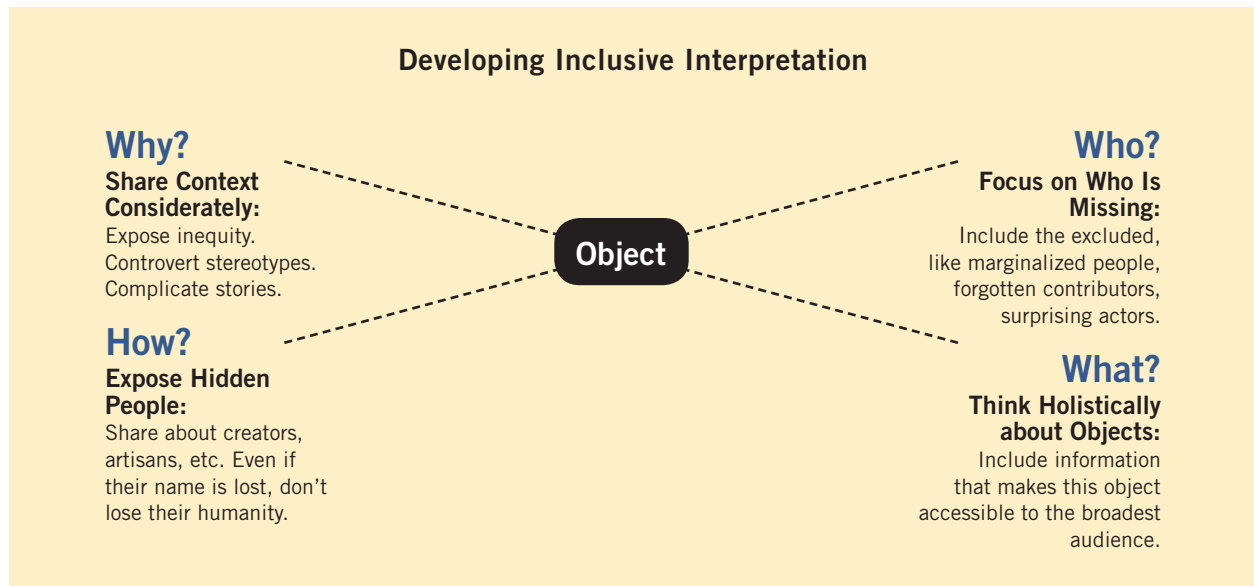 Developing Inclusive Interpretation
Why?
Share Context
Considerately:
Expose inequity.
Controvert stereotypes.
Complicate stories.
How?
Expose Hidden
People:
Share about creators,
artisans, etc. Even if
their name is lost, don’t
lose their humanity.
Object
Who?
Focus on Who Is
Missing:
Include the excluded,
like marginalized people,
forgotten contributors,
surprising actors.
What?
Think Holistically
about Objects:
Include information
that makes this object
accessible to the broadest
audience.